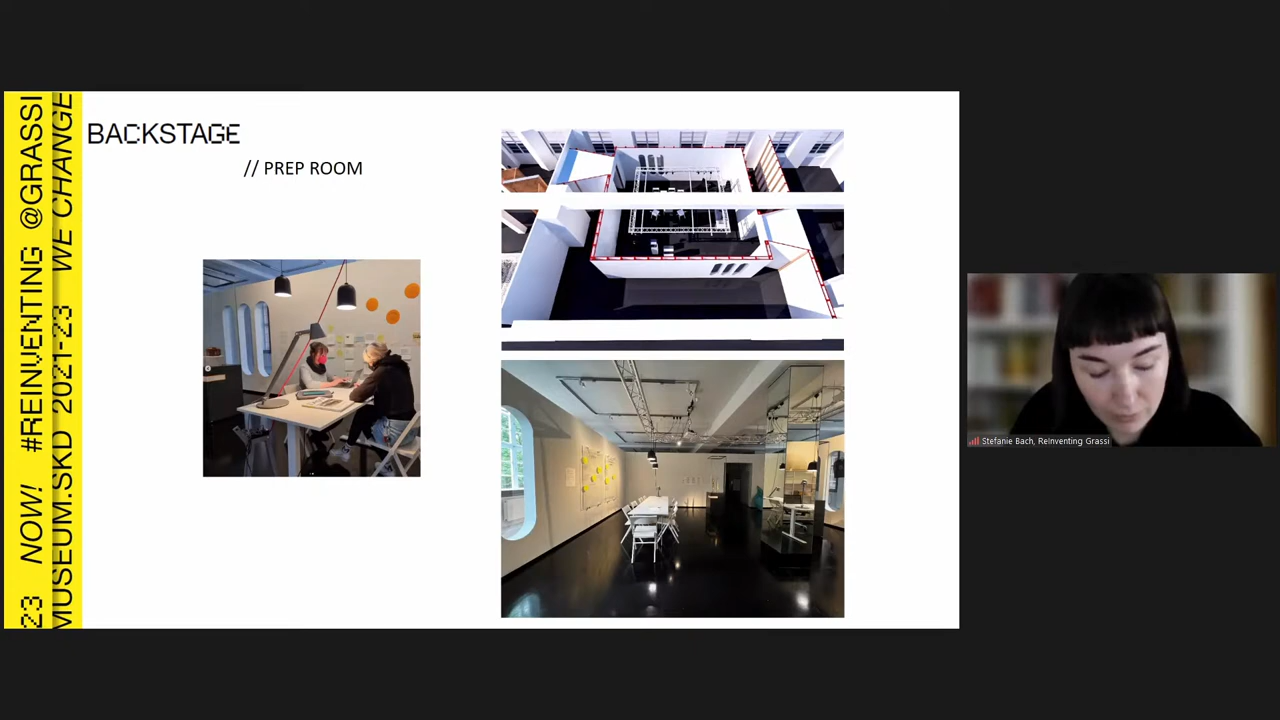 23 NOW! #REINVENTING @GRASSI
MUSEUM.SKD 2021-23 WE CHANGE
BACKSTAGE
// PREP ROOM
Stefanie Bach, ReInventing Grassi